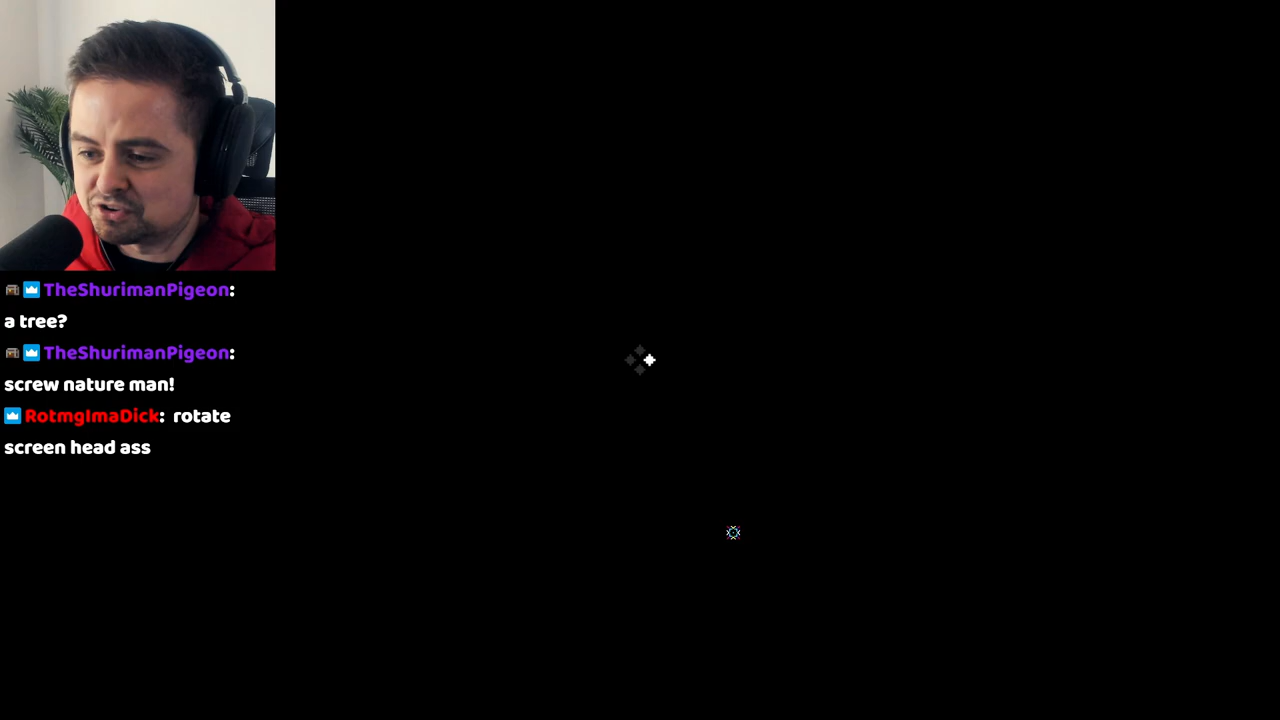 TheShurimanPigeon:
a tree?
TheShurimanPigeon:
screw nature man!
RotmgImaDick: rotate
screen head ass